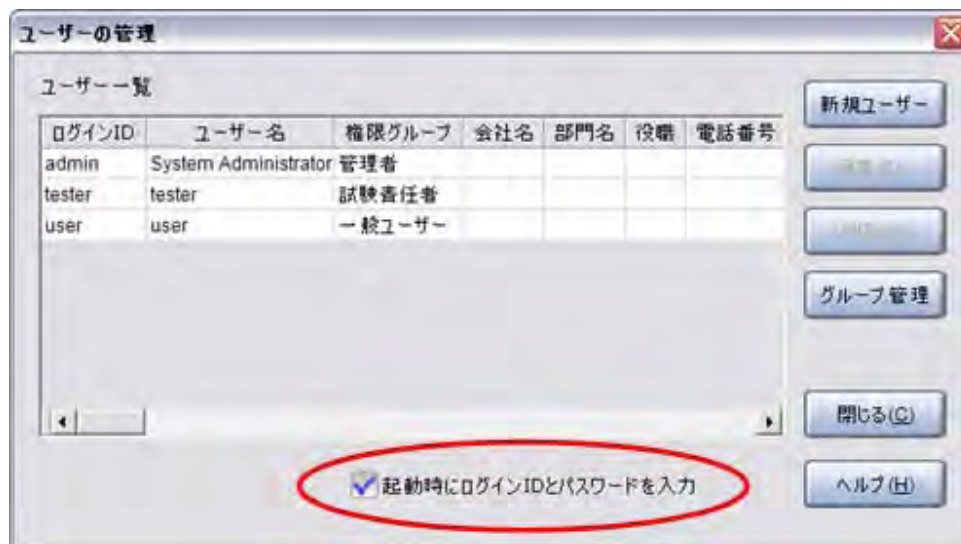 ユーザーの管理
ユーザー一覧
新規ユーザー
ログインID ユーザー名 権限グループ 会社名 部門名 役職 電話番号
admin System Administrator 管理者
tester tester 試験責任者
user user 一般ユーザー
グループ管理
閉じる(C)
起動時にログインIDとパスワードを入力
ヘルプ(H)